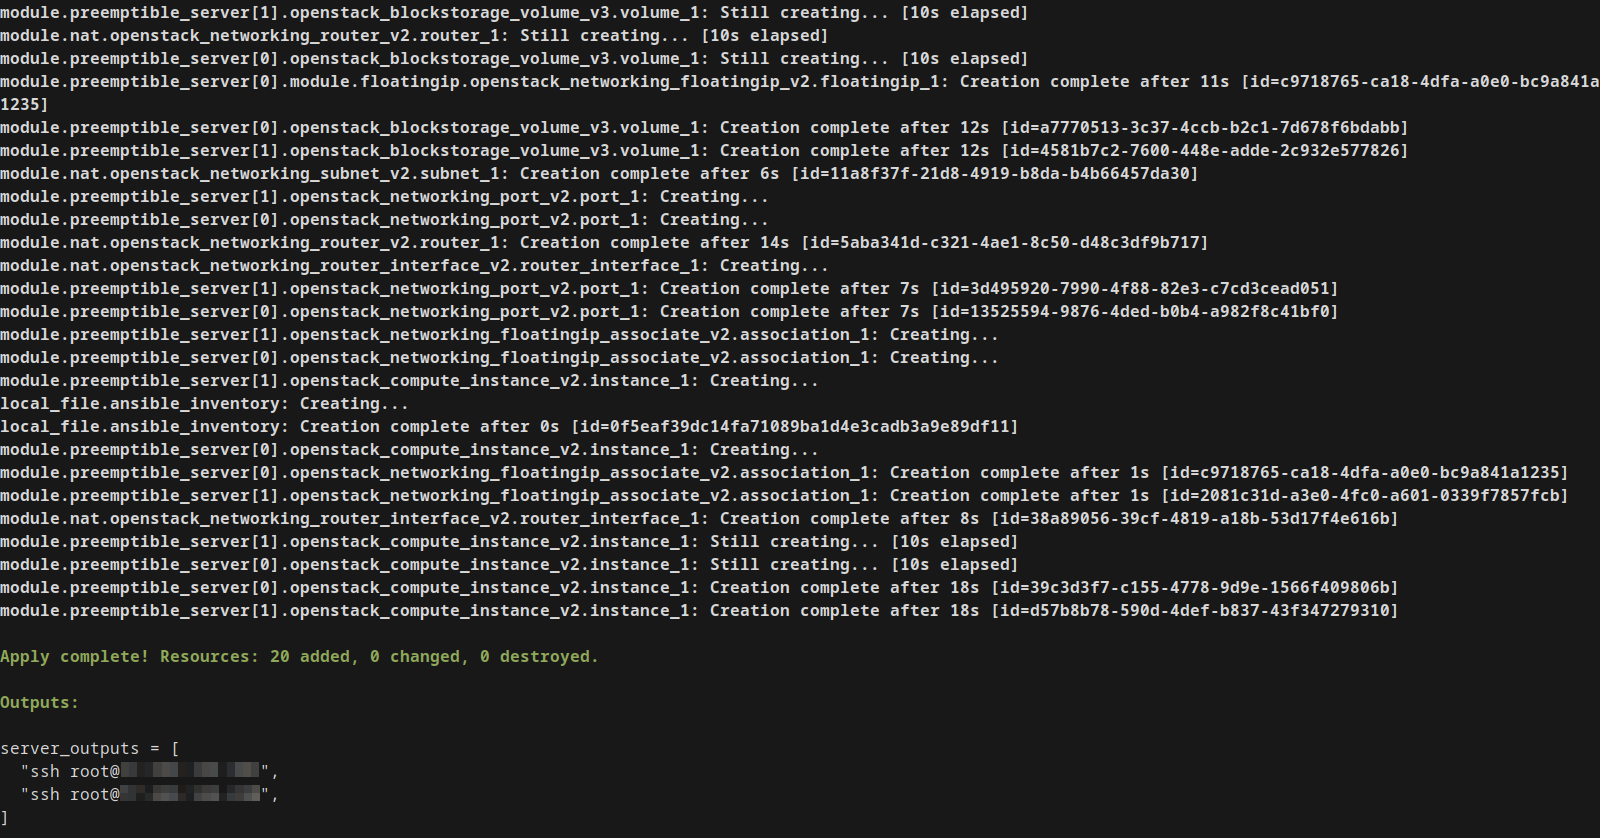 module.preemptible_server[1].openstack_blockstorage_volume_v3.volume_1: Still creating... [10s elapsed]
module.nat.openstack_networking_router_v2.router_1: Still creating... [10s elapsed]
module.preemptible_server[0].openstack_blockstorage_volume_v3.volume_1: Still creating... [10s elapsed]
module.preemptible_server[0].module.floatingip.openstack_networking_floatingip_v2.floatingip_1: Creation complete after 11s [id=c9718765-ca18-4dfa-a0e0-bc9a841a
1235]
module.preemptible_server[0].openstack_blockstorage_volume_v3.volume_1: Creation complete after 12s [id=a7770513-3c37-4ccb-b2c1-7d678f6bdabb]
module.preemptible_server[1].openstack_blockstorage_volume_v3.volume_1: Creation complete after 12s [id=4581b7c2-7600-448e-adde-2c932e577826]
module.nat.openstack_networking_subnet_v2.subnet_1: Creation complete after 6s [id=11a8f37f-21d8-4919-b8da-b4b66457da30]
module.preemptible_server[1].openstack_networking_port_v2.port_1: Creating...
module.preemptible_server[0].openstack_networking_port_v2.port_1: Creating...
module.nat.openstack_networking_router_v2.router_1: Creation complete after 14s [id=5aba341d-c321-4ae1-8c50-d48c3df9b717]
module.nat.openstack_networking_router_interface_v2.router_interface_1: Creating...
module.preemptible_server[1].openstack_networking_port_v2.port_1: Creation complete after 7s [id=3d495920-7990-4f88-82e3-c7cd3cead051]
module.preemptible_server[0].openstack_networking_port_v2.port_1: Creation complete after 7s [id=13525594-9876-4ded-b0b4-a982f8c41bf0]
module.preemptible_server[1].openstack_networking_floatingip_associate_v2.association_1: Creating...
module.preemptible_server[0].openstack_networking_floatingip_associate_v2.association_1: Creating...
module.preemptible_server[1].openstack_compute_instance_v2.instance_1: Creating...
local_file.ansible_inventory: Creating...
local_file.ansible_inventory: Creation complete after 0s [id=0f5eaf39dc14fa71089ba1d4e3cadb3a9e89df11]
module.preemptible_server[0].openstack_compute_instance_v2.instance_1: Creating...
module.preemptible_server[0].openstack_networking_floatingip_associate_v2.association_1: Creation complete after 1s [id=c9718765-ca18-4dfa-a0e0-bc9a841a1235]
module.preemptible_server[1].openstack_networking_floatingip_associate_v2.association_1: Creation complete after 1s [id=2081c31d-a3e0-4fc0-a601-0339f7857fcb]
module.nat.openstack_networking_router_interface_v2.router_interface_1: Creation complete after 8s [id=38a89056-39cf-4819-a18b-53d17f4e616b]
module.preemptible_server[1].openstack_compute_instance_v2.instance_1: Still creating... [10s elapsed]
module.preemptible_server[0].openstack_compute_instance_v2.instance_1: Still creating... [10s elapsed]
module.preemptible_server[0].openstack_compute_instance_v2.instance_1: Creation complete after 18s [id=39c3d3f7-c155-4778-9d9e-1566f409806b]
module.preemptible_server[1].openstack_compute_instance_v2.instance_1: Creation complete after 18s [id=d57b8b78-590d-4def-b837-43f347279310]
Apply complete! Resources: 20 added, 0 changed, 0 destroyed.
Outputs:
server_outputs = [
"ssh root@",
"ssh root@",
]